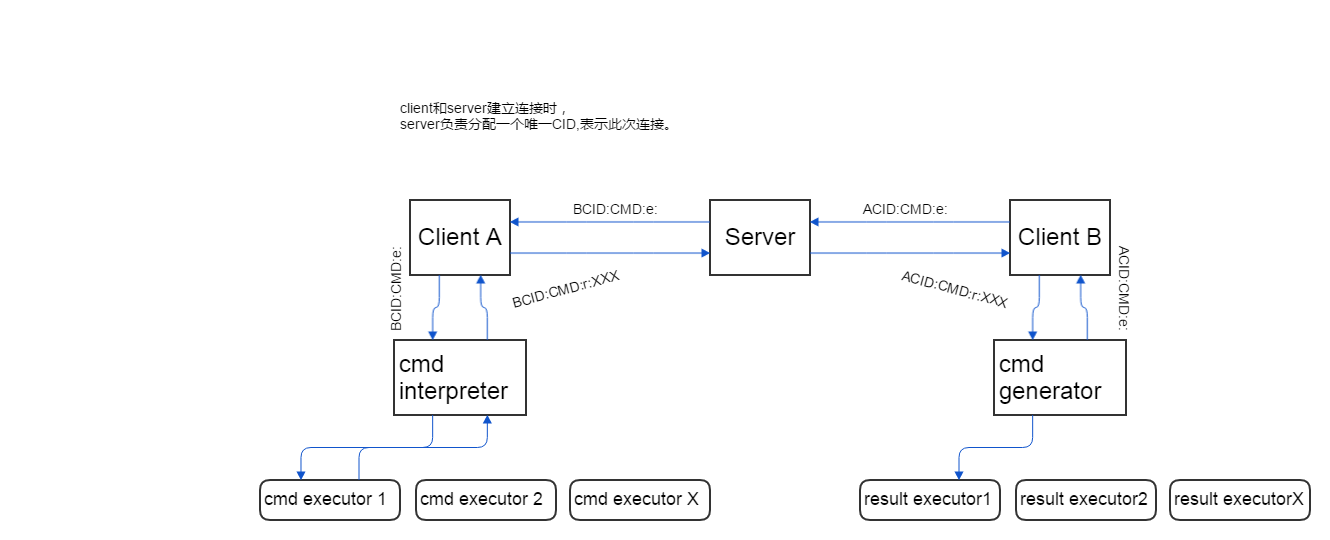 client和server建立连接时，
server负责分配一个唯一CID,表示此次连接。
BCID:CMD:e:
ACID:CMD:e:
Client A
Server
Client B
BCID:CMD:e:
BCID:CMD:r:XXX
ACID:CMD:r:XXX
ACID:CMD:e:
cmd
interpreter
cmd
generator
cmd executor 1
cmd executor 2
cmd executor X
result executor1
result executor2
result executorX